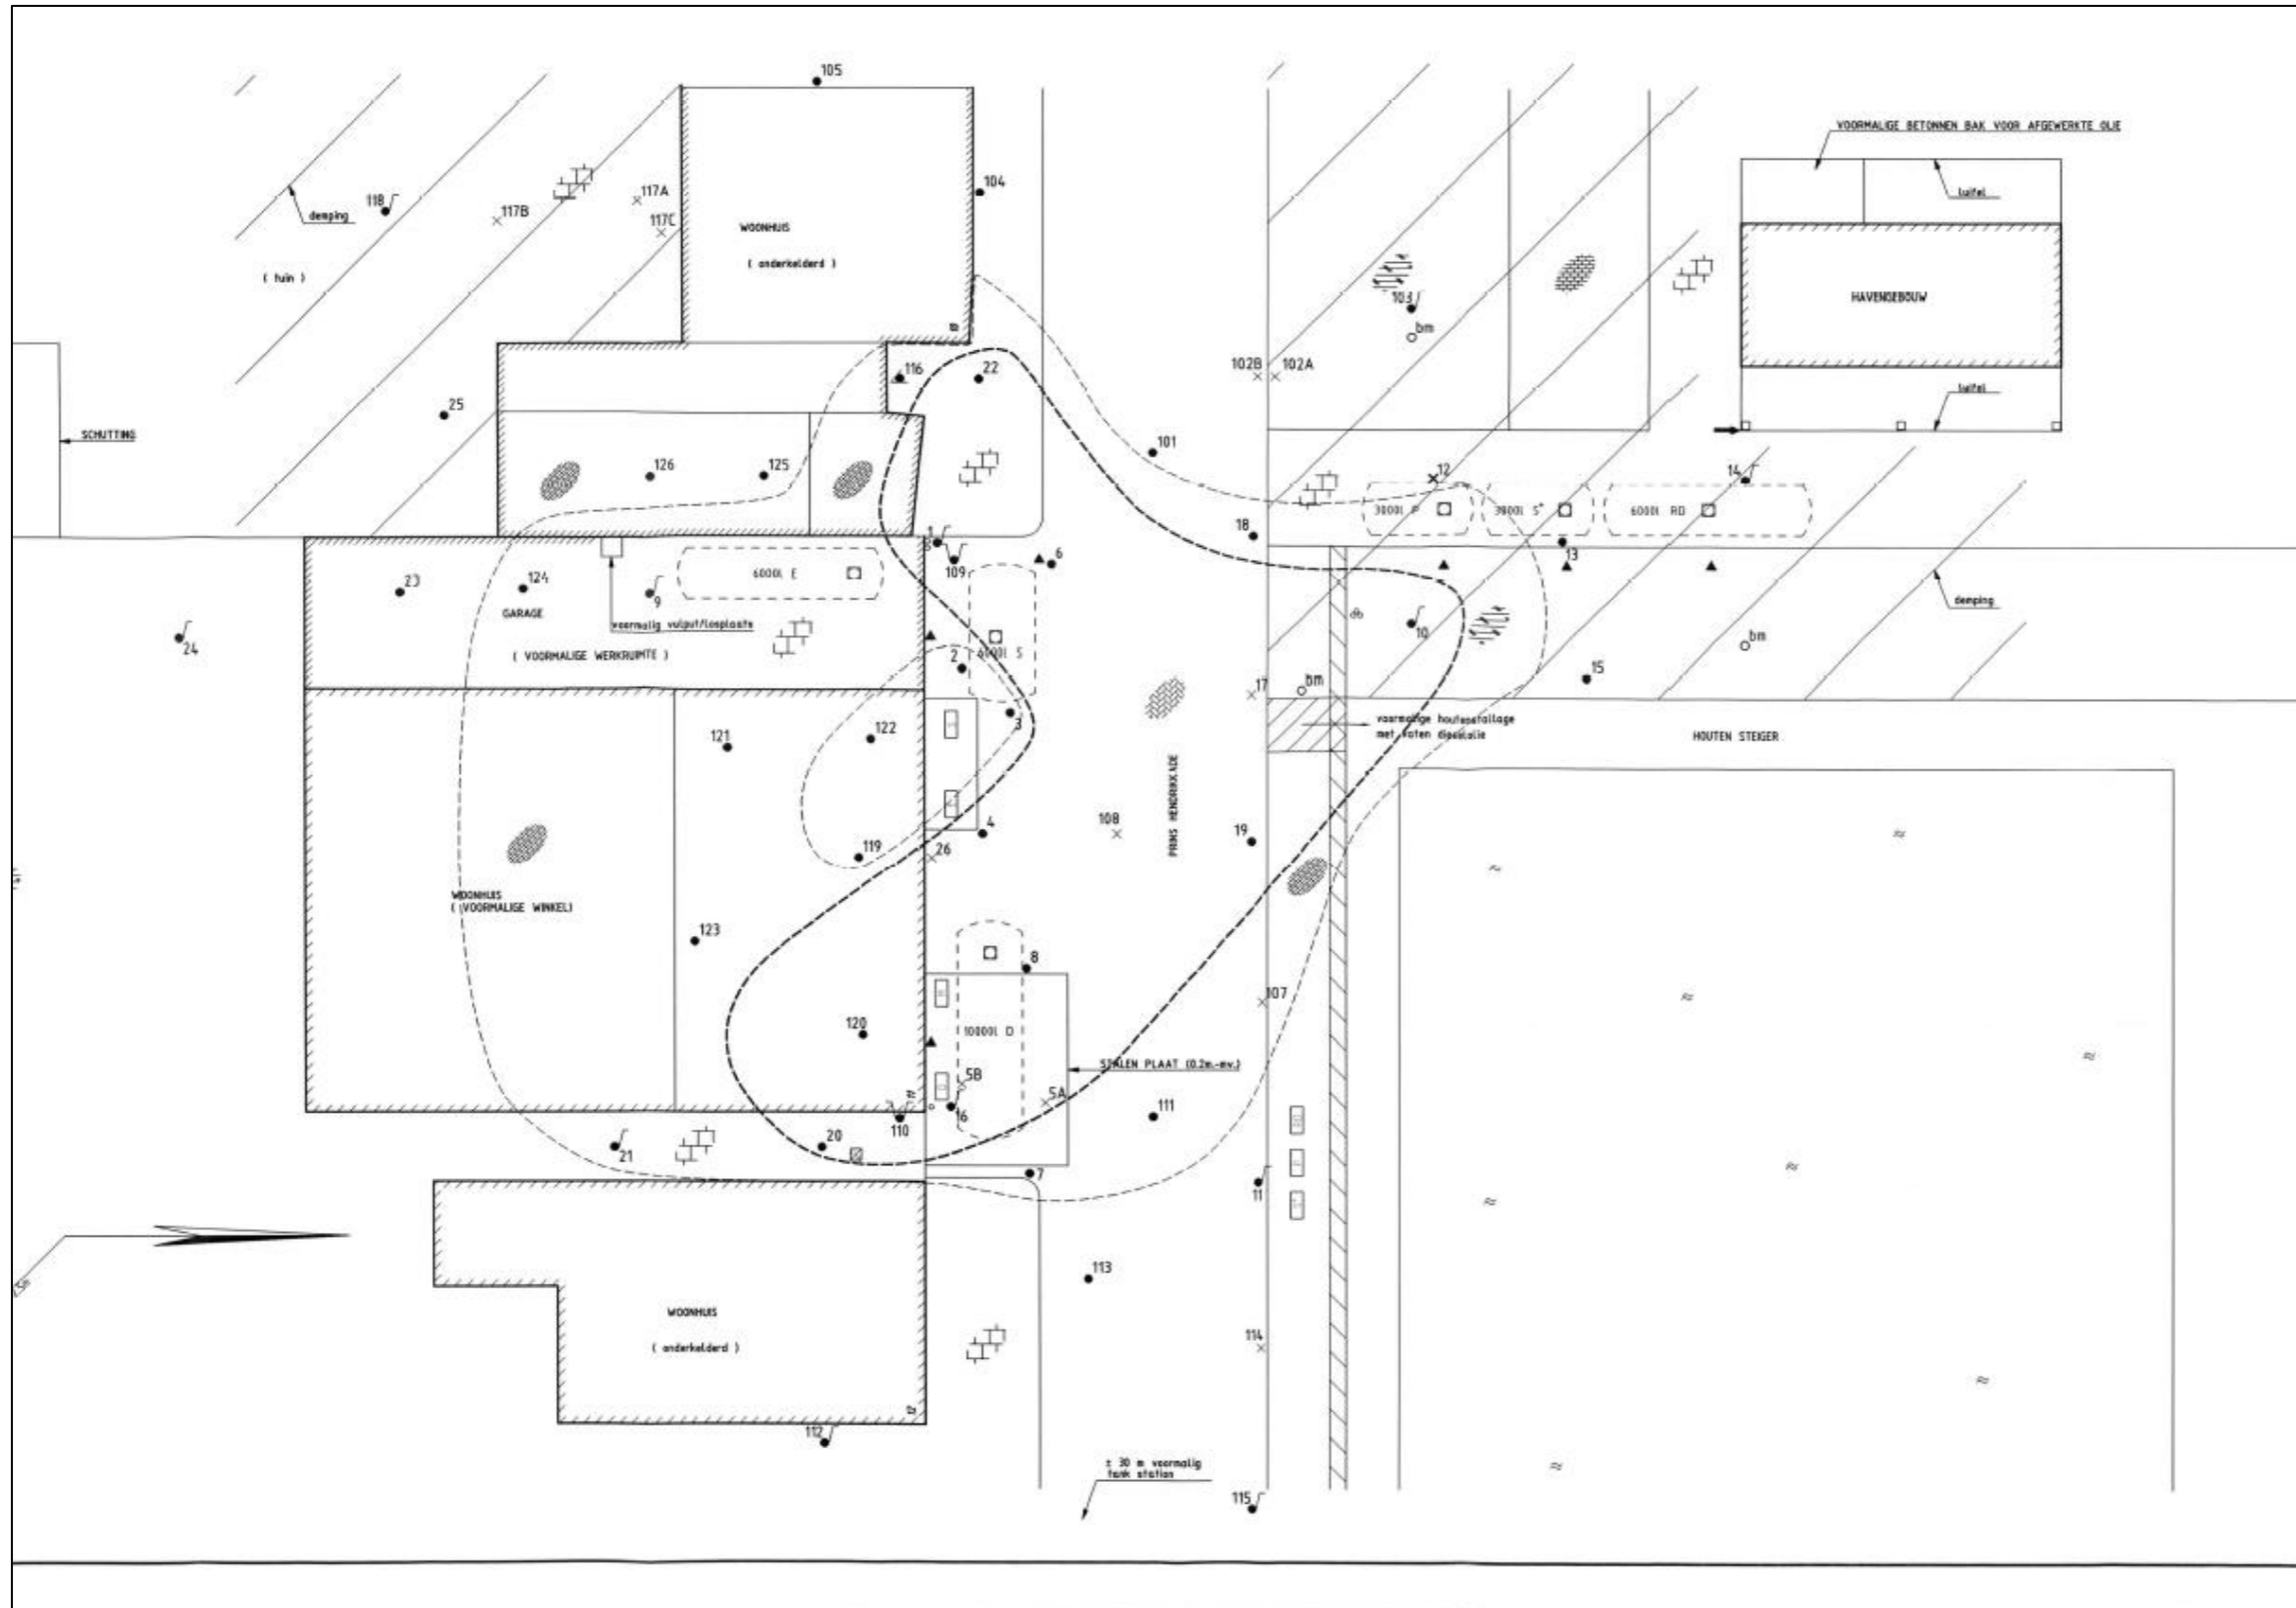 105
VOORMALIGE BETONNEN BAK VOOR AFGEWERKTE OLIE
118
demping
117B
117A
117C
104
luifel
WOONHUIS
( onderkelderd )
( tuin )
103
bm
HAVENGEBOUW
116
22
102B
102A
luifel
25
SCHUTTING
126
125
101
12
14
3000l P
3000l S+
6000l RD
18
1
109
6
13
124
GARAGE
9
6000l E
voormalig vulput/losplaats
( VOORMALIGE WERKRUIMTE )
24
2
6000l S
10
demping
bm
15
17
bm
3
122
121
voormalige houtenstallage
met vaten dieselolie
HOUTEN STEIGER
4
108
PRINS HENDRIKKADE
19
119
26
WOONHUIS
( VOORMALIGE WINKEL)
123
8
107
120
10000l D
STALEN PLAAT (0.2m.-mv.)
5B
5A
11
16
110
111
20
21
7
11
113
WOONHUIS
( onderkelderd )
114
12
112
± 30 m voormalig
tank station
115